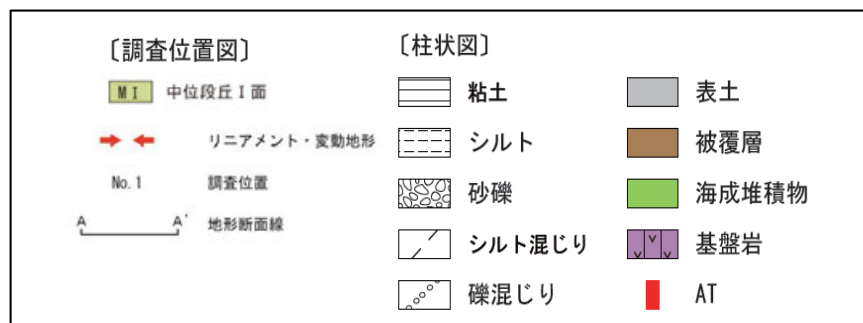 〔調査位置図〕
MⅠ 中位段丘Ⅰ面
リニアメント・変動地形
No.1 調査位置
A A' 地形断面線
〔柱状図〕
粘土
シルト
砂礫
シルト混じり
礫混じり
表土
被覆層
海成堆積物
基盤岩
AT